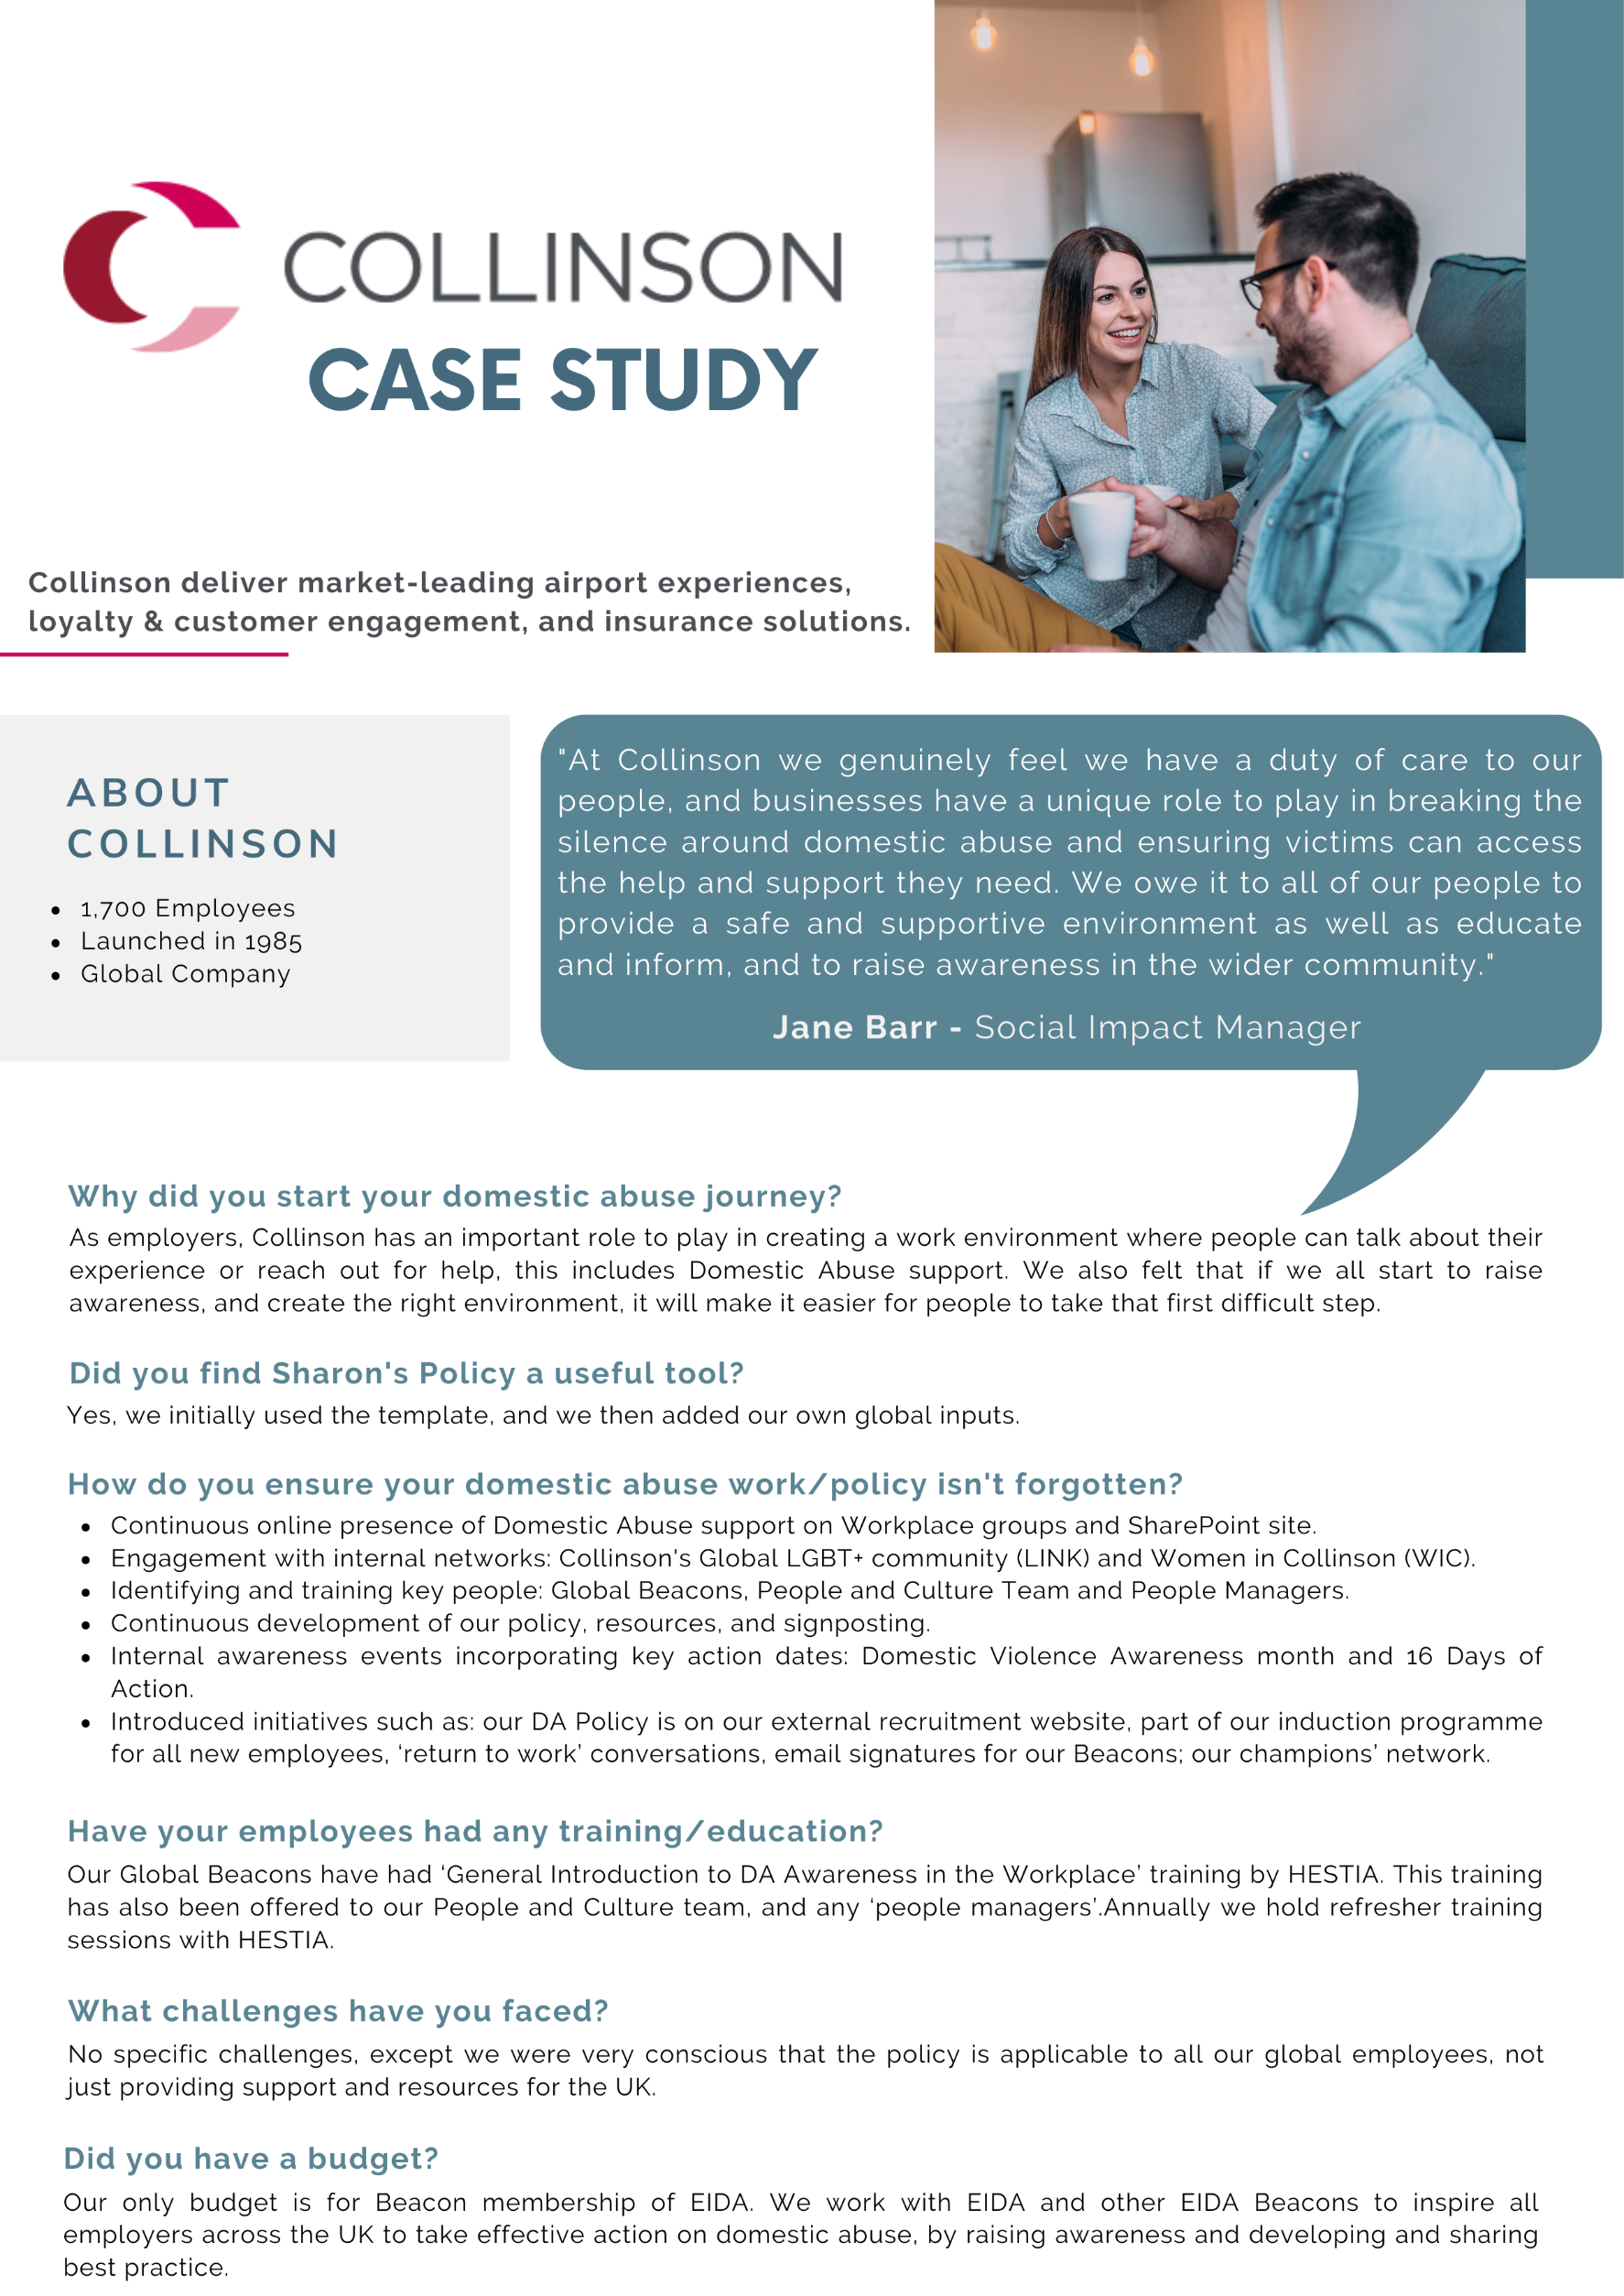 COLLINSON
CASE STUDY
Collinson deliver market-leading airport experiences,
loyalty & customer engagement, and insurance solutions.
ABOUT
COLLINSON
• 1,700 Employees
• Launched in 1985
• Global Company
"At Collinson we genuinely feel we have a duty of care to our
people, and businesses have a unique role to play in breaking the
silence around domestic abuse and ensuring victims can access
the help and support they need. We owe it to all of our people to
provide a safe and supportive environment as well as educate
and inform, and to raise awareness in the wider community."
Jane Barr - Social Impact Manager
Why did you start your domestic abuse journey?
As employers, Collinson has an important role to play in creating a work environment where people can talk about their
experience or reach out for help, this includes Domestic Abuse support. We also felt that if we all start to raise
awareness, and create the right environment, it will make it easier for people to take that first difficult step.
Did you find Sharon's Policy a useful tool?
Yes, we initially used the template, and we then added our own global inputs.
How do you ensure your domestic abuse work/policy isn't forgotten?
• Continuous online presence of Domestic Abuse support on Workplace groups and SharePoint site.
• Engagement with internal networks: Collinson's Global LGBT+ community (LINK) and Women in Collinson (WIC).
• Identifying and training key people: Global Beacons, People and Culture Team and People Managers.
• Continuous development of our policy, resources, and signposting.
• Internal awareness events incorporating key action dates: Domestic Violence Awareness month and 16 Days of
Action.
• Introduced initiatives such as: our DA Policy is on our external recruitment website, part of our induction programme
for all new employees, ‘return to work’ conversations, email signatures for our Beacons; our champions’ network.
Have your employees had any training/education?
Our Global Beacons have had ‘General Introduction to DA Awareness in the Workplace’ training by HESTIA. This training
has also been offered to our People and Culture team, and any ‘people managers’.Annually we hold refresher training
sessions with HESTIA.
What challenges have you faced?
No specific challenges, except we were very conscious that the policy is applicable to all our global employees, not
just providing support and resources for the UK.
Did you have a budget?
Our only budget is for Beacon membership of EIDA. We work with EIDA and other EIDA Beacons to inspire all
employers across the UK to take effective action on domestic abuse, by raising awareness and developing and sharing
best practice.